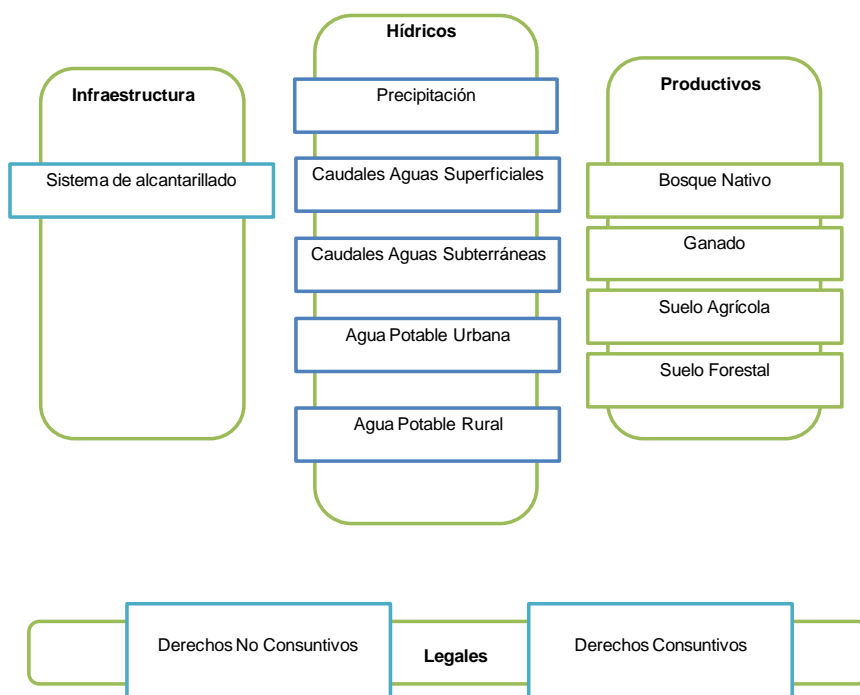 Infraestructura
Sistema de alcantarillado
Hídricos
Precipitación
Caudales Aguas Superficiales
Caudales Aguas Subterráneas
Agua Potable Urbana
Agua Potable Rural
Productivos
Bosque Nativo
Ganado
Suelo Agrícola
Suelo Forestal
Derechos No Consuntivos
Legales
Derechos Consuntivos